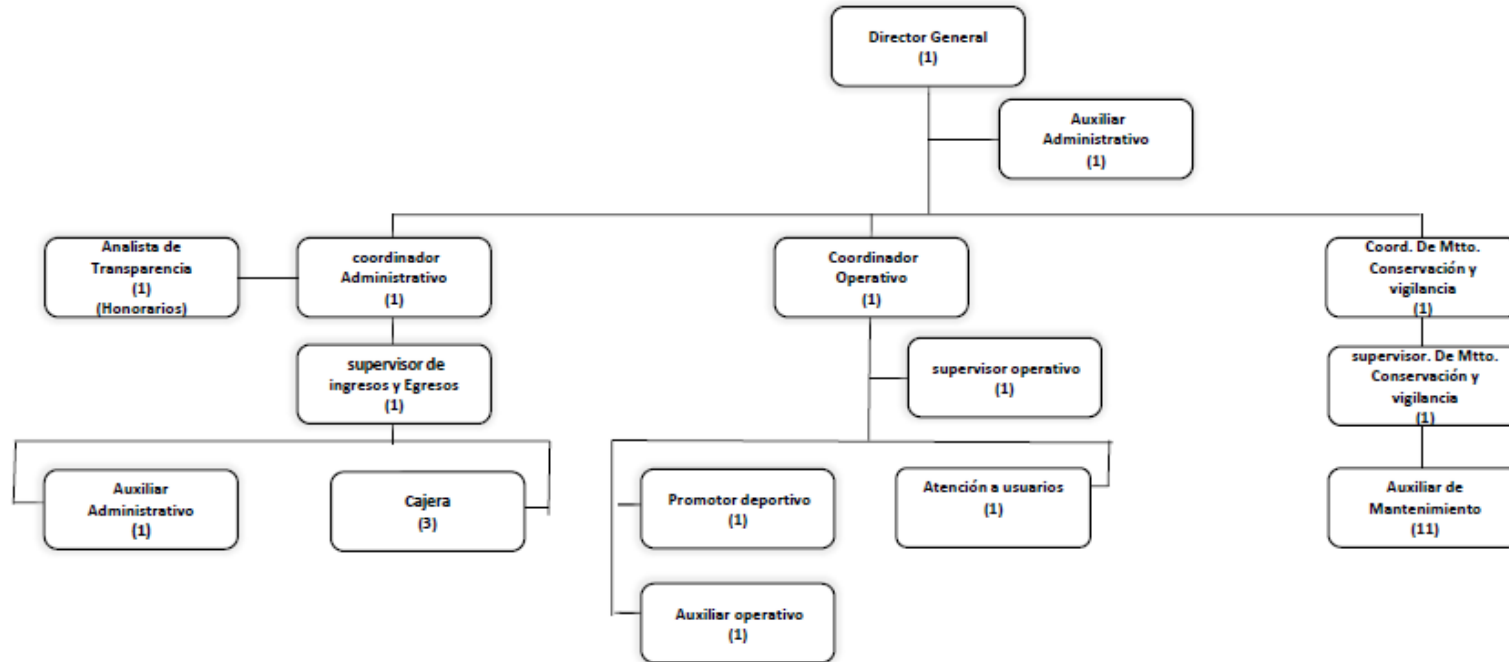 Director General
(1)
Auxiliar
Administrativo
(1)
Analista de
Transparencia
(1)
(Honorarios)
coordinador
Administrativo
(1)
Coordinador
Operativo
(1)
Coord. De Mtto.
Conservación y
vigilancia
(1)
supervisor de
ingresos y Egresos
(1)
supervisor operativo
(1)
supervisor. De Mtto.
Conservación y
vigilancia
(1)
Auxiliar
Administrativo
(1)
Cajera
(3)
Promotor deportivo
(1)
Atención a usuarios
(1)
Auxiliar de
Mantenimiento
(11)
Auxiliar operativo
(1)